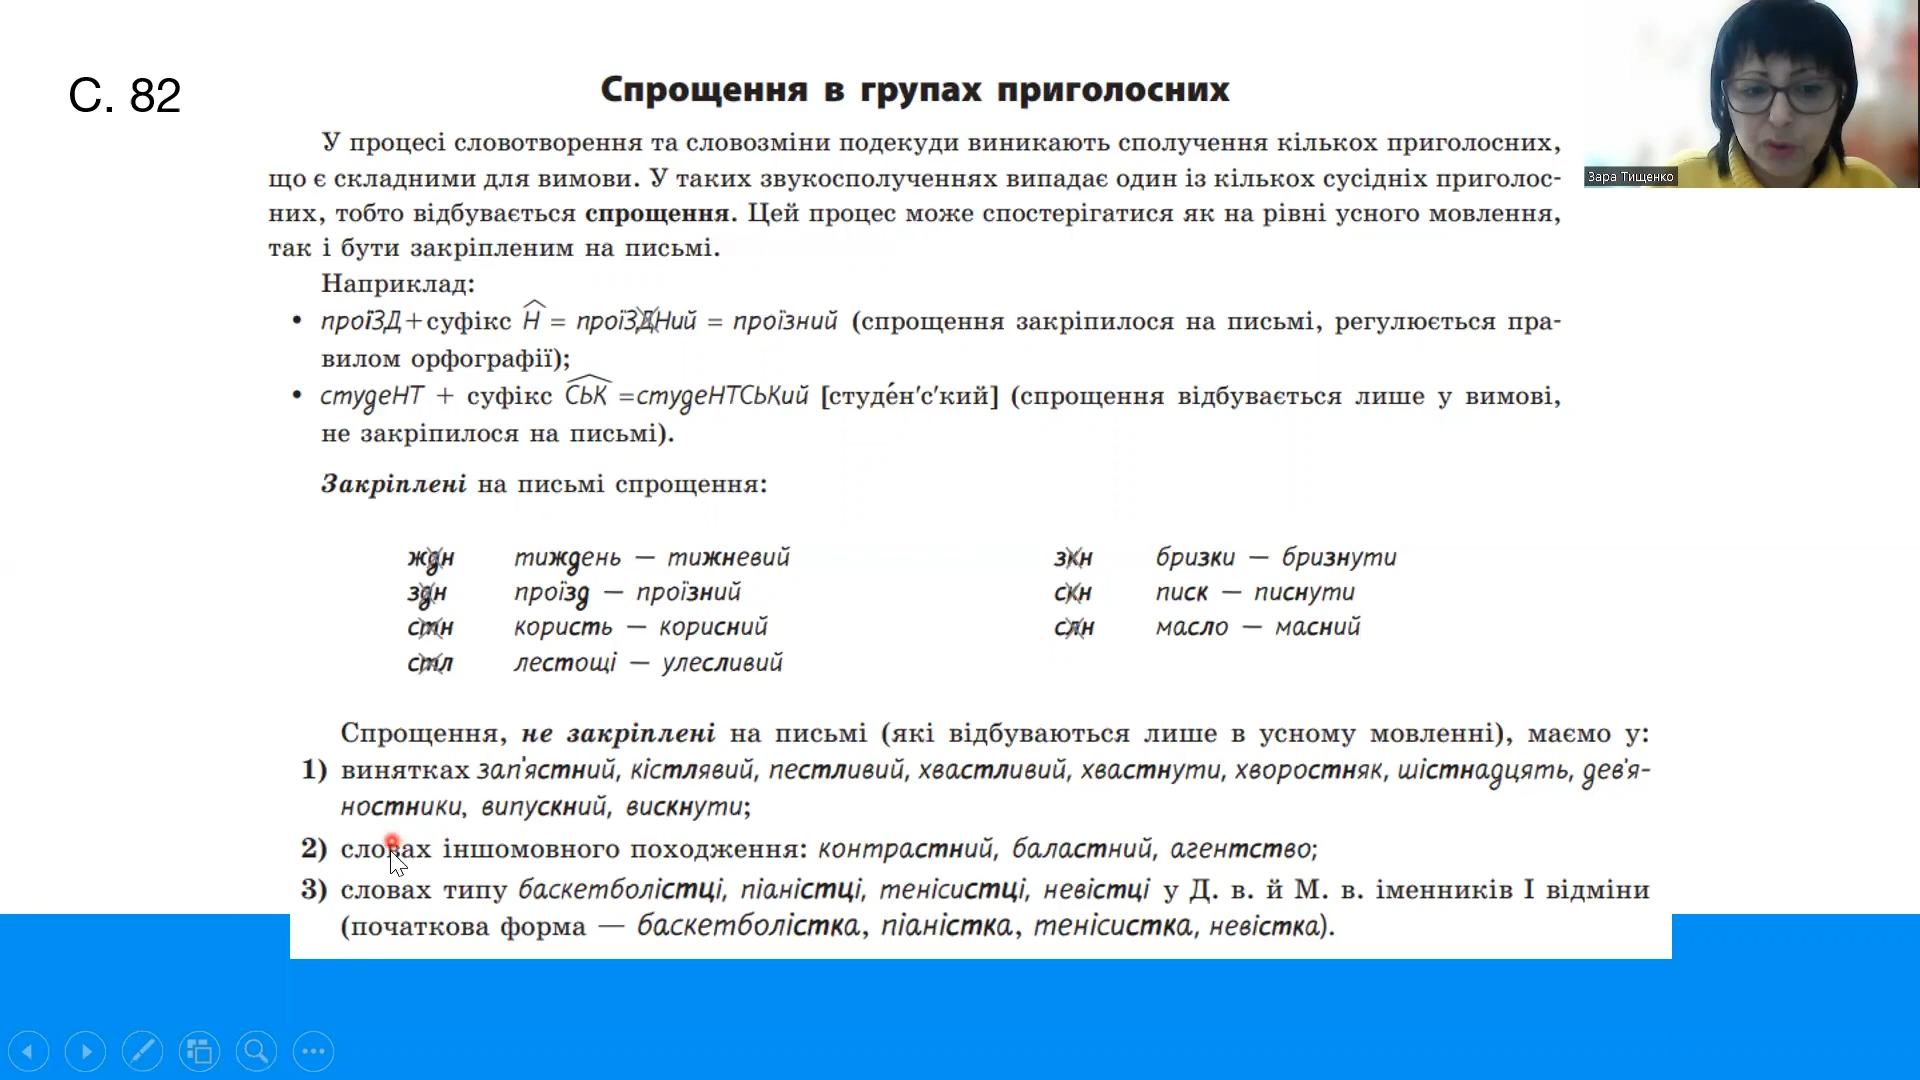 С. 82
Спрощення в групах приголосних
У процесі словотворення та словозміни подекуди виникають сполучення кількох приголосних,
що є складними для вимови. У таких звукосполученнях випадає один із кількох сусідніх приголос-
них, тобто відбувається спрощення. Цей процес може спостерігатися як на рівні усного мовлення,
так і бути закріпленим на письмі.
Наприклад:
• проїЗД+суфікс Н = проїЗДНий = проїзний (спрощення закріпилося на письмі, регулюється пра-
вилом орфографії);
• студеНТ + суфікс СЬК =студеНТСЬКий [студе́н′с′кий] (спрощення відбувається лише у вимові,
не закріпилося на письмі).
Закріплені на письмі спрощення:
ждн тиждень — тижневий зкн бризки — бризнути
здн проїзд — проїзний скн писк — писнути
стн користь — корисний слн масло — масний
стл лестощі — улесливий
Спрощення, не закріплені на письмі (які відбуваються лише в усному мовленні), маємо у:
1) винятках зап'ястний, кістлявий, пестливий, хвастливий, хвастнути, хворостняк, шістнадцять, дев'я-
ностники, випускний, вискнути;
2) словах іншомовного походження: контрастний, баластний, агентство;
3) словах типу баскетболістці, піаністці, тенісистці, невістці у Д. в. й М. в. іменників І відміни
(початкова форма — баскетболістка, піаністка, тенісистка, невістка).
Зара Тищенко